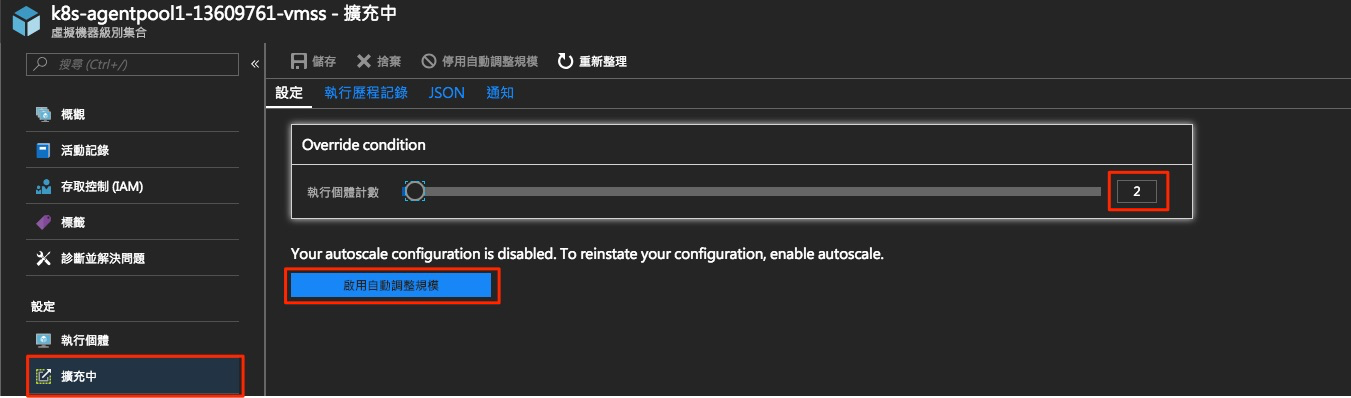 k8s-agentpool1-13609761-vmss - 擴充中
虛擬機器級別集合
搜尋 (Ctrl+/)
«
儲存
捨棄
停用自動調整規模
重新整理
設定
執行歷程記錄
JSON
通知
概觀
活動記錄
存取控制 (IAM)
標籤
診斷並解決問題
設定
執行個體
擴充中
Override condition
執行個體計數
2
Your autoscale configuration is disabled. To reinstate your configuration, enable autoscale.
啟用自動調整規模